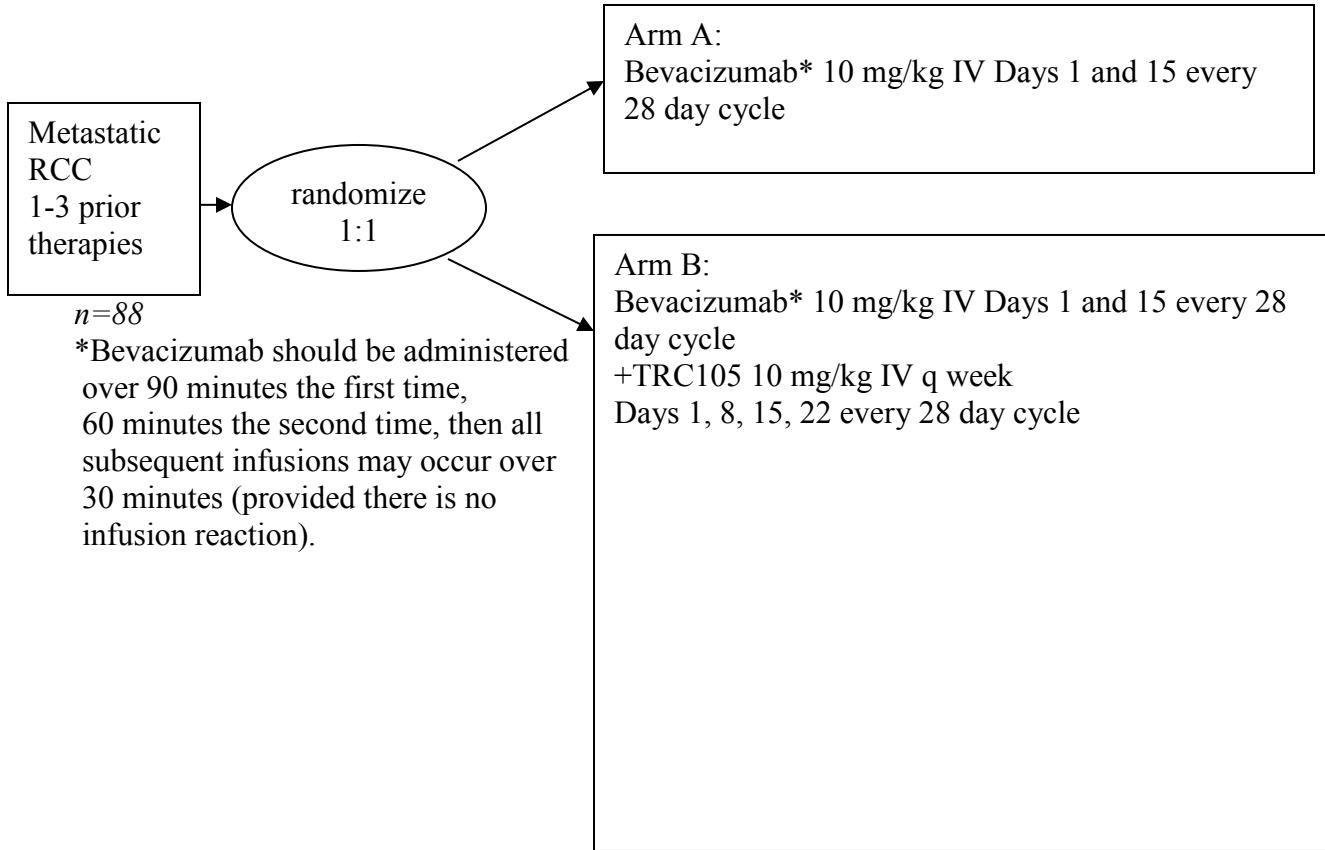 Metastatic
RCC
1-3 prior
therapies
n=88
*Bevacizumab should be administered
over 90 minutes the first time,
60 minutes the second time, then all
subsequent infusions may occur over
30 minutes (provided there is no
infusion reaction).
randomize
1:1
Arm A:
Bevacizumab* 10 mg/kg IV Days 1 and 15 every
28 day cycle
Arm B:
Bevacizumab* 10 mg/kg IV Days 1 and 15 every 28
day cycle
+TRC105 10 mg/kg IV q week
Days 1, 8, 15, 22 every 28 day cycle